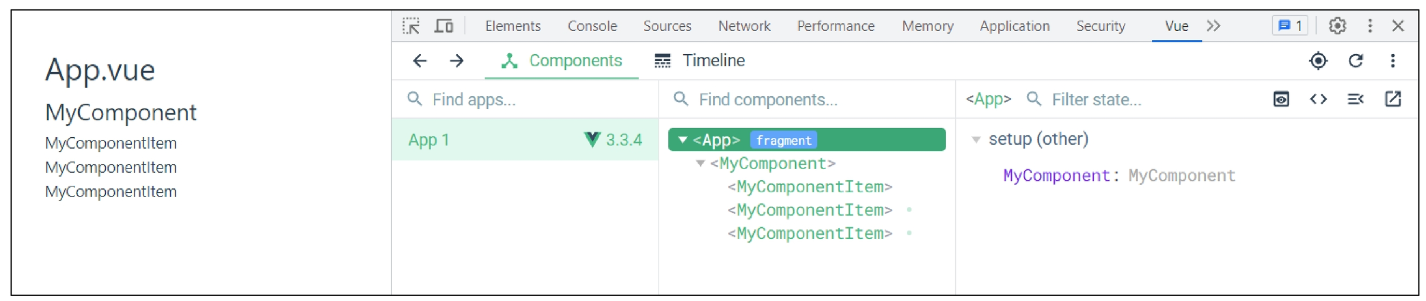 App.vue
MyComponent
MyComponentItem
MyComponentItem
MyComponentItem
Elements Console Sources Network Performance Memory Application Security Vue 1
Components Timeline
Find apps... Find components... <App> Filter state...
App 1 3.3.4
<App> fragment
<MyComponent>
<MyComponentItem>
<MyComponentItem>
<MyComponentItem>
setup (other)
MyComponent: MyComponent